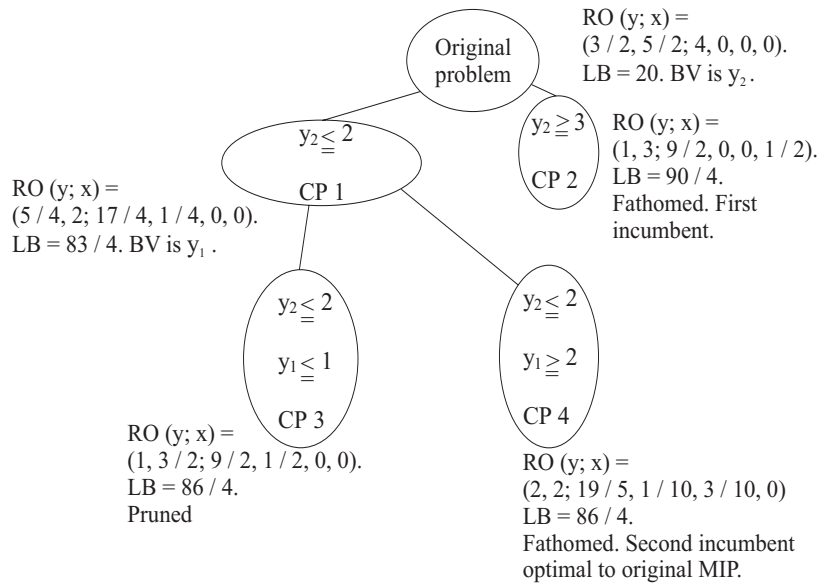 Original
problem
RO (y; x) =
(3 / 2, 5 / 2; 4, 0, 0, 0).
LB = 20. BV is y₂ .
y₂ ≦ 2
CP 1
y₂ ≧ 3
CP 2
RO (y; x) =
(1, 3; 9 / 2, 0, 0, 1 / 2).
LB = 90 / 4.
Fathomed. First
incumbent.
RO (y; x) =
(5 / 4, 2; 17 / 4, 1 / 4, 0, 0).
LB = 83 / 4. BV is y₁ .
y₂ ≦ 2
y₁ ≦ 1
CP 3
y₂ ≦ 2
y₁ ≧ 2
CP 4
RO (y; x) =
(1, 3 / 2; 9 / 2, 1 / 2, 0, 0).
LB = 86 / 4.
Pruned
RO (y; x) =
(2, 2; 19 / 5, 1 / 10, 3 / 10, 0)
LB = 86 / 4.
Fathomed. Second incumbent
optimal to original MIP.